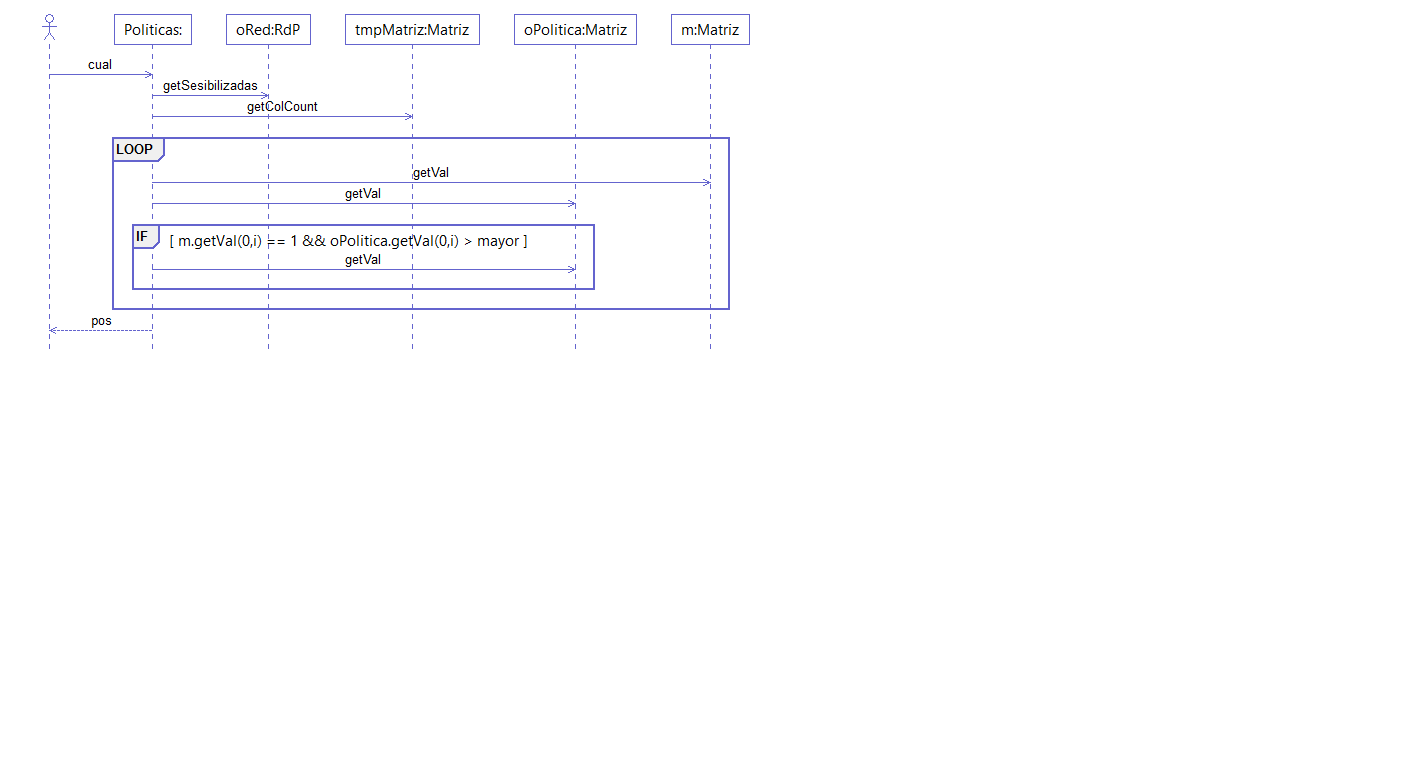 Politicas:
oRed:RdP
tmpMatriz:Matriz
oPolitica:Matriz
m:Matriz
cual
getSesibilizadas
getColCount
LOOP
getVal
getVal
IF
[ m.getVal(0,i) == 1 && oPolitica.getVal(0,i) > mayor ]
getVal
pos